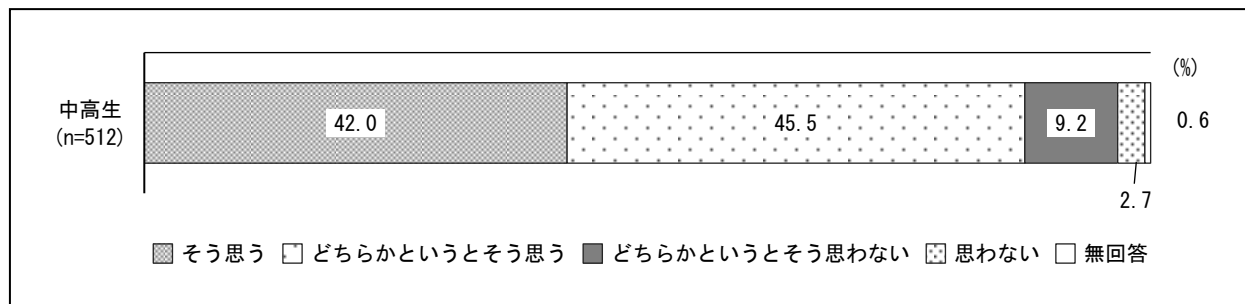 (%)
中高生
(n=512)
42.0
45.5
9.2
0.6
2.7
そう思う どちらかというとそう思う どちらかというとそう思わない 思わない 無回答